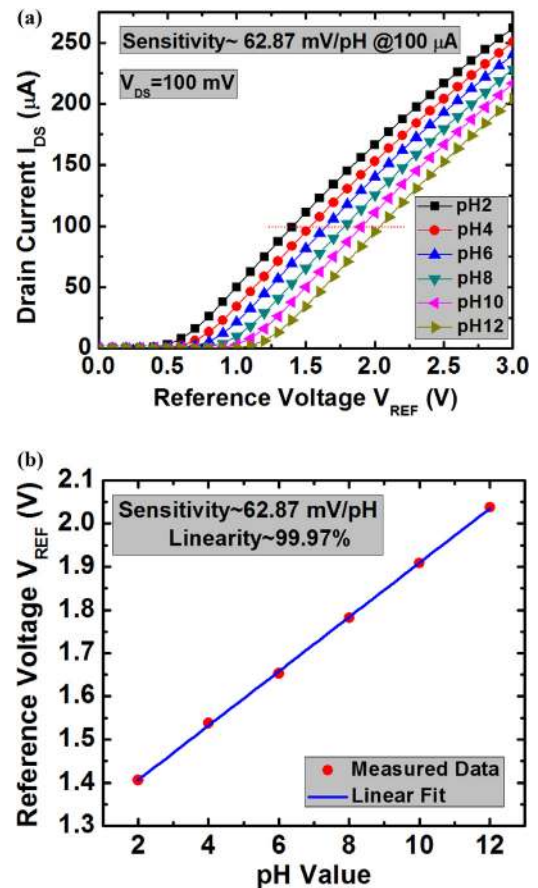 (a)
Sensitivity~ 62.87 mV/pH @100 μA
V_DS=100 mV
Drain Current I_DS (μA)
250
200
150
100
50
0
pH2
pH4
pH6
pH8
pH10
pH12
0.0 0.5 1.0 1.5 2.0 2.5 3.0
Reference Voltage V_REF (V)
(b)
Sensitivity~62.87 mV/pH
Linearity~99.97%
Reference Voltage V_REF (V)
2.1
2.0
1.9
1.8
1.7
1.6
1.5
1.4
1.3
Measured Data
Linear Fit
2 4 6 8 10 12
pH Value